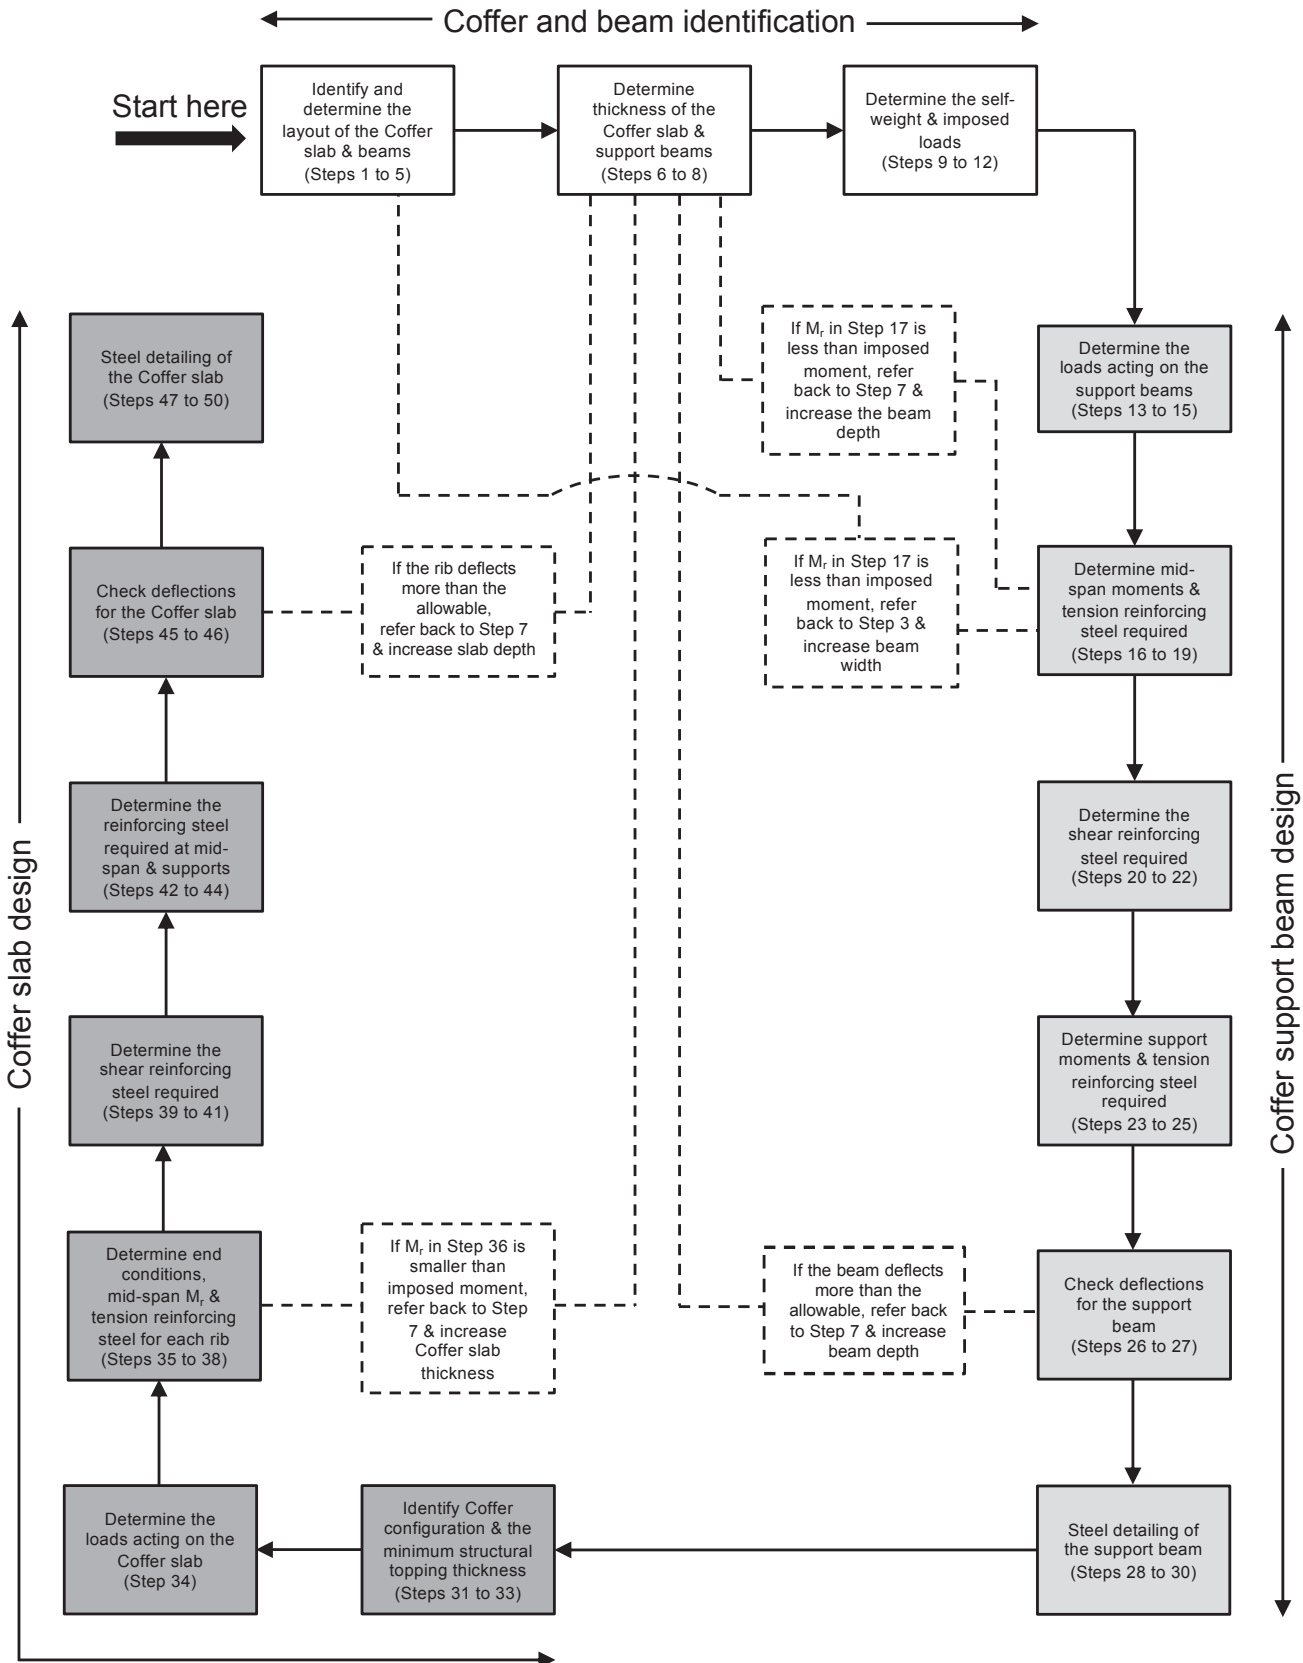 Coffer and beam identification
Start here
Identify and
determine the
layout of the Coffer
slab & beams
(Steps 1 to 5)
Determine
thickness of the
Coffer slab &
support beams
(Steps 6 to 8)
Determine the self-
weight & imposed
loads
(Steps 9 to 12)
If Mr in Step 17 is
less than imposed
moment, refer
back to Step 7 &
increase the beam
depth
Determine the
loads acting on the
support beams
(Steps 13 to 15)
Steel detailing of
the Coffer slab
(Steps 47 to 50)
Check deflections
for the Coffer slab
(Steps 45 to 46)
If the rib deflects
more than the
allowable,
refer back to Step 7
& increase slab depth
If Mr in Step 17 is
less than imposed
moment, refer
back to Step 3 &
increase beam
width
Determine mid-
span moments &
tension reinforcing
steel required
(Steps 16 to 19)
Determine the
reinforcing steel
required at mid-
span & supports
(Steps 42 to 44)
Determine the
shear reinforcing
steel required
(Steps 20 to 22)
Coffer slab design
Coffer support beam design
Determine the
shear reinforcing
steel required
(Steps 39 to 41)
Determine support
moments & tension
reinforcing steel
required
(Steps 23 to 25)
Determine end
conditions,
mid-span Mr &
tension reinforcing
steel for each rib
(Steps 35 to 38)
If Mr in Step 36 is
smaller than
imposed moment,
refer back to Step
7 & increase
Coffer slab
thickness
If the beam deflects
more than the
allowable, refer back
to Step 7 & increase
beam depth
Check deflections
for the support
beam
(Steps 26 to 27)
Determine the
loads acting on the
Coffer slab
(Step 34)
Identify Coffer
configuration & the
minimum structural
topping thickness
(Steps 31 to 33)
Steel detailing of
the support beam
(Steps 28 to 30)